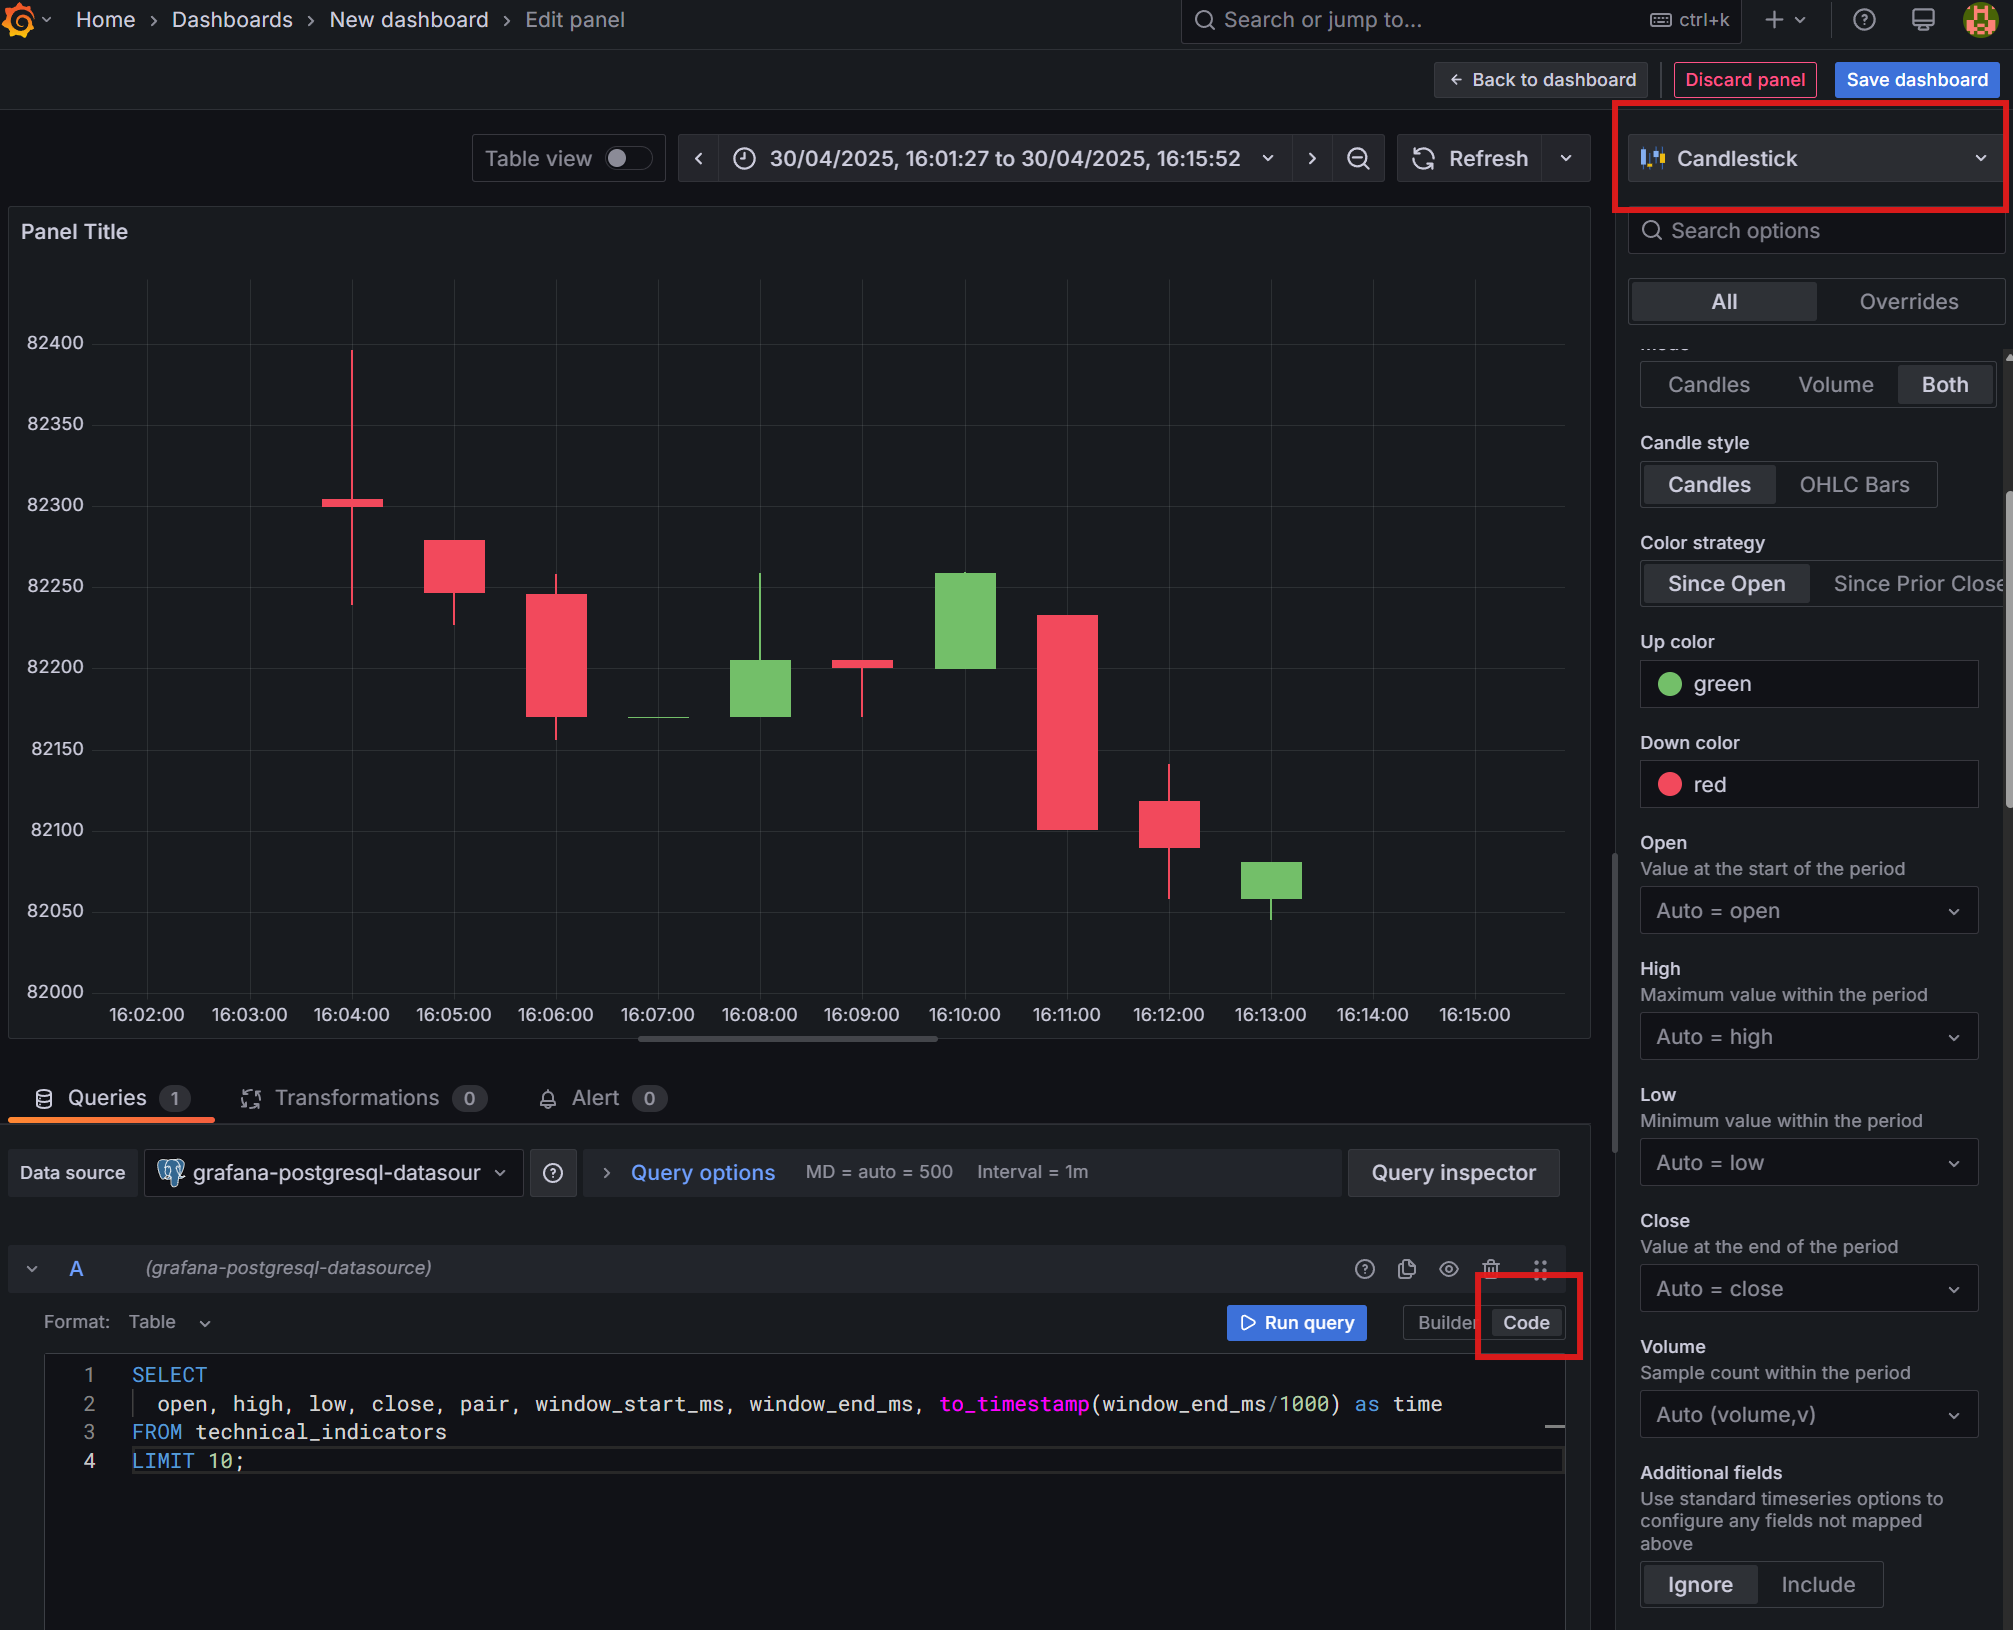 Home › Dashboards › New dashboard › Edit panel
Search or jump to...
ctrl+k
← Back to dashboard
Discard panel
Save dashboard
Table view
30/04/2025, 16:01:27 to 30/04/2025, 16:15:52
Refresh
Candlestick
Search options
All
Overrides
Panel Title
82400
82350
82300
82250
82200
82150
82100
82050
82000
16:02:00 16:03:00 16:04:00 16:05:00 16:06:00 16:07:00 16:08:00 16:09:00 16:10:00 16:11:00 16:12:00 16:13:00 16:14:00 16:15:00
Candles Volume Both
Candle style
Candles OHLC Bars
Color strategy
Since Open Since Prior Close
Up color
green
Down color
red
Open
Value at the start of the period
Auto = open
High
Maximum value within the period
Auto = high
Low
Minimum value within the period
Auto = low
Close
Value at the end of the period
Auto = close
Volume
Sample count within the period
Auto (volume,v)
Additional fields
Use standard timeseries options to
configure any fields not mapped
above
Ignore Include
Queries 1
Transformations 0
Alert 0
Data source
grafana-postgresql-datasour
Query options
MD = auto = 500
Interval = 1m
Query inspector
A
(grafana-postgresql-datasource)
Format: Table
Run query
Builder
Code
1 SELECT
2 open, high, low, close, pair, window_start_ms, window_end_ms, to_timestamp(window_end_ms/1000) as time
3 FROM technical_indicators
4 LIMIT 10;